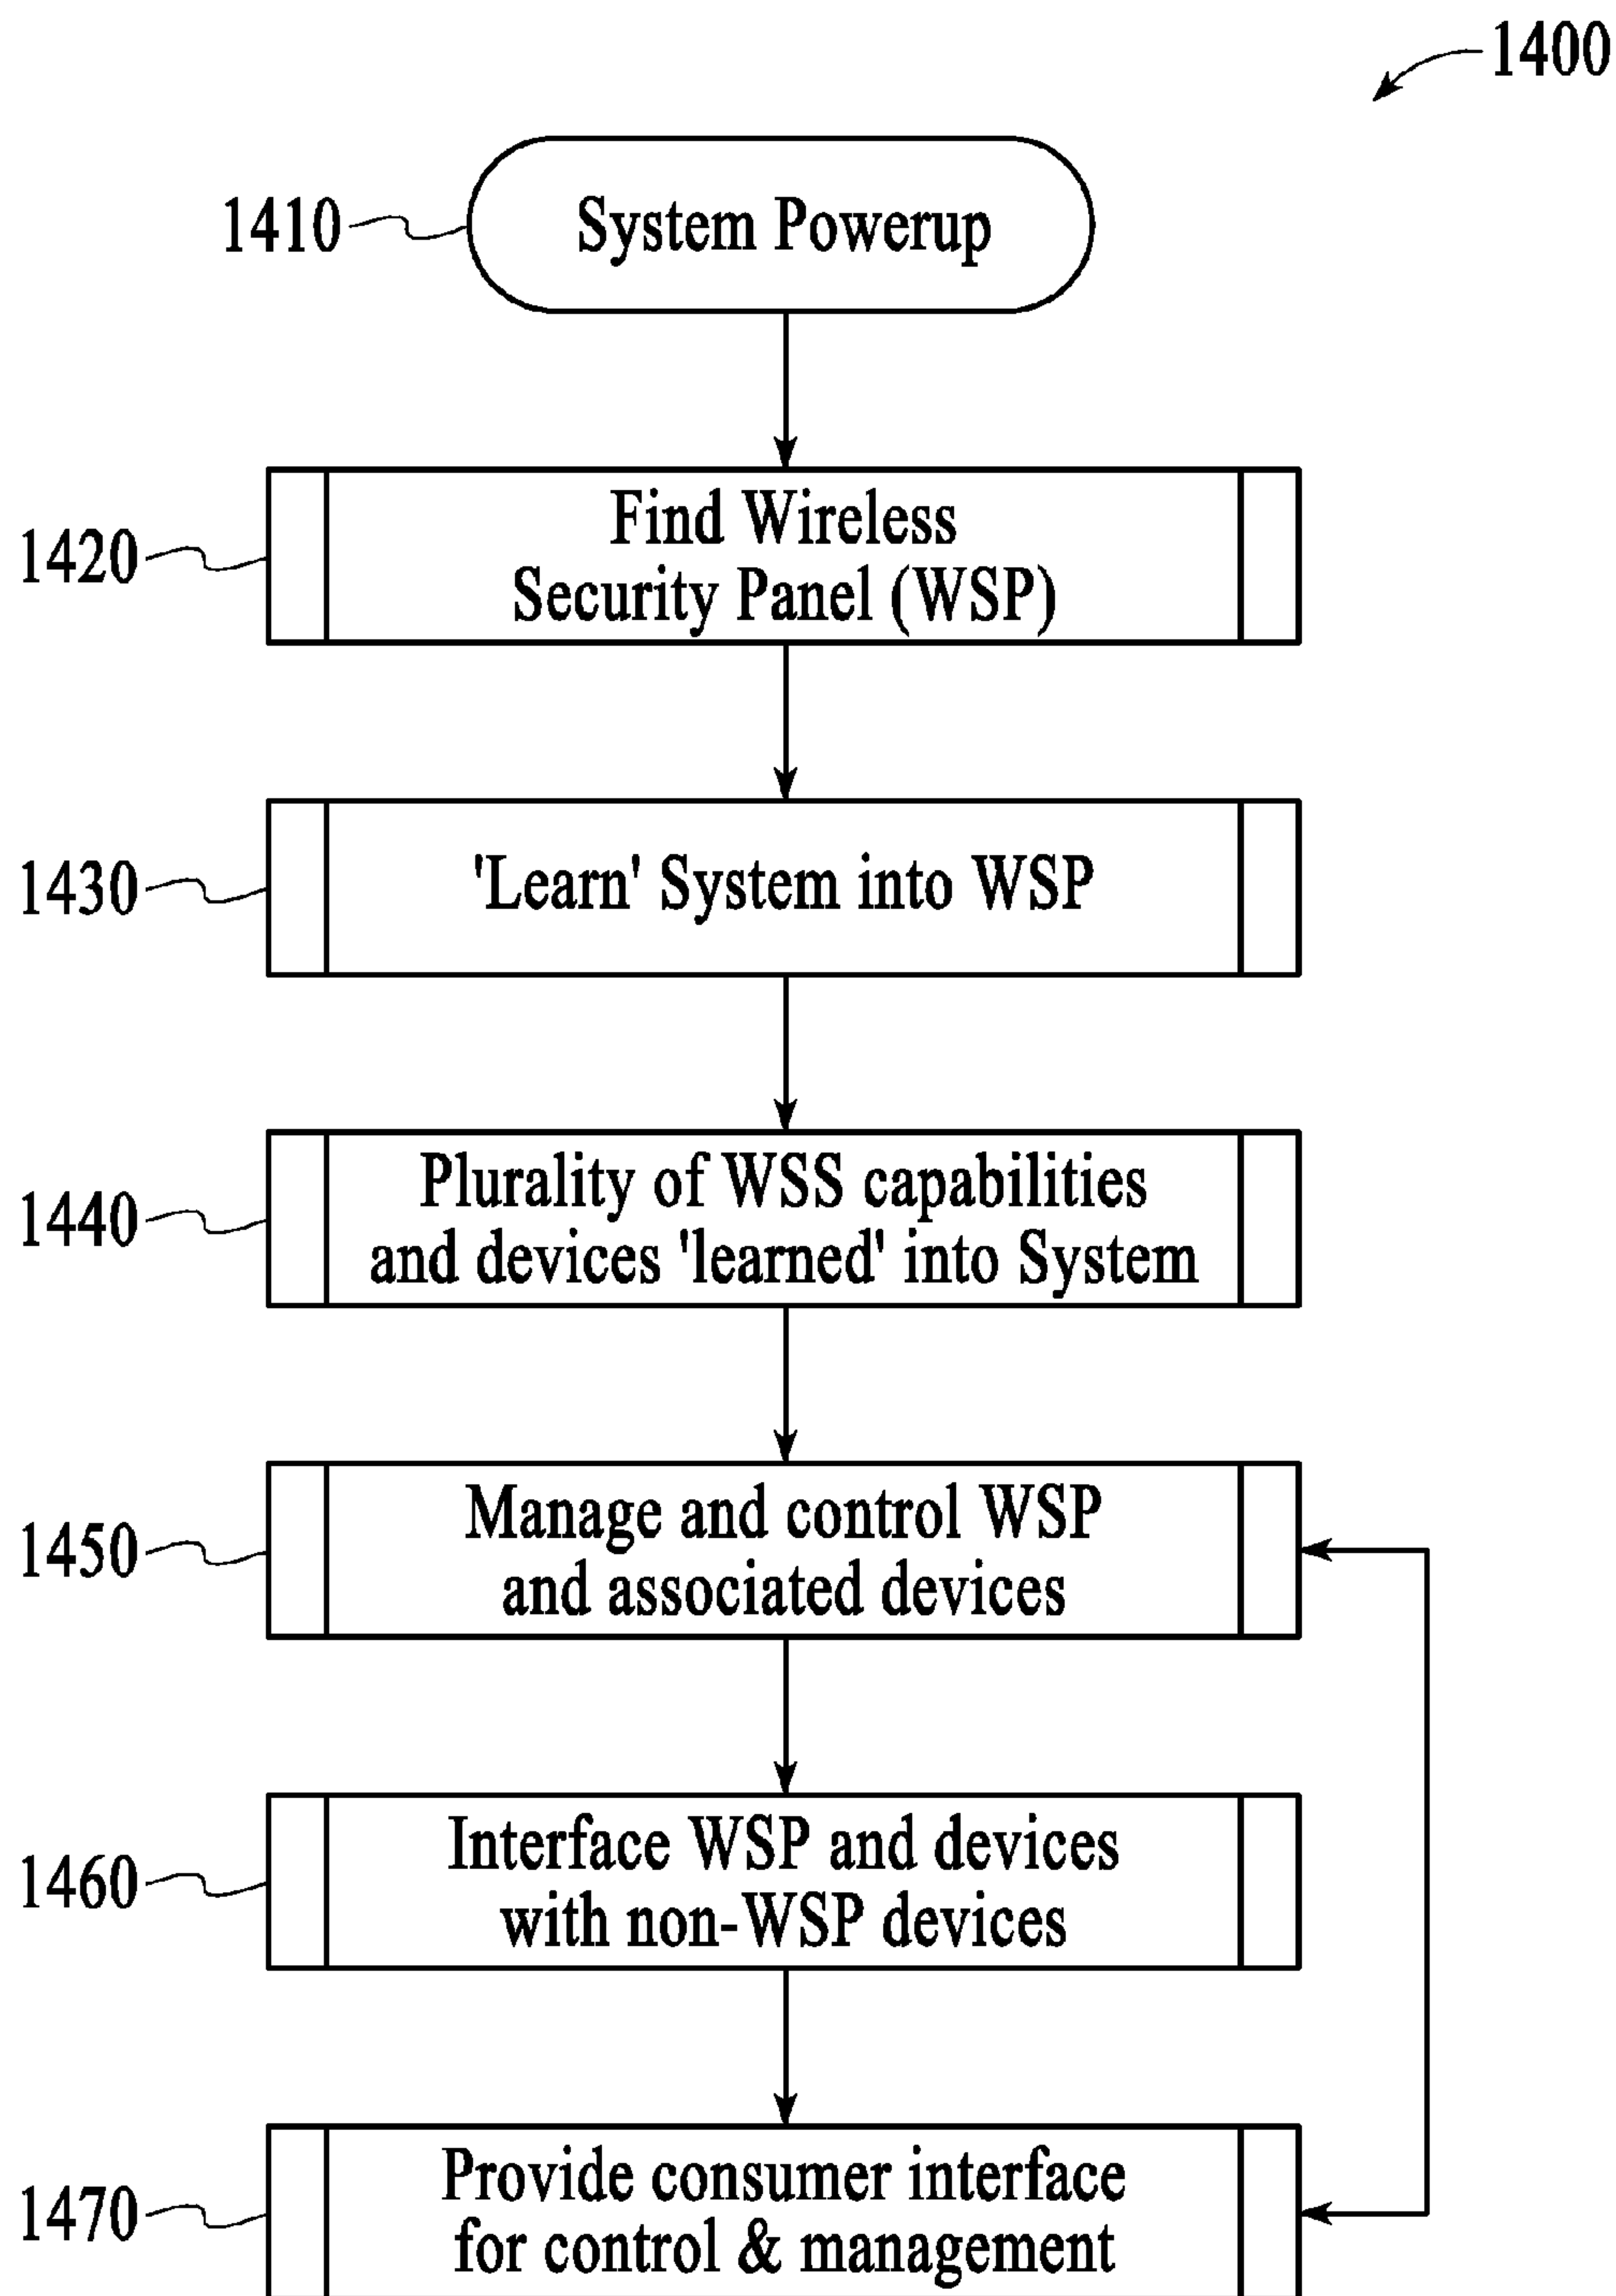 1400
1410
System Powerup
1420
Find Wireless
Security Panel (WSP)
1430
'Learn' System into WSP
1440
Plurality of WSS capabilities
and devices 'learned' into System
1450
Manage and control WSP
and associated devices
1460
Interface WSP and devices
with non-WSP devices
1470
Provide consumer interface
for control & management